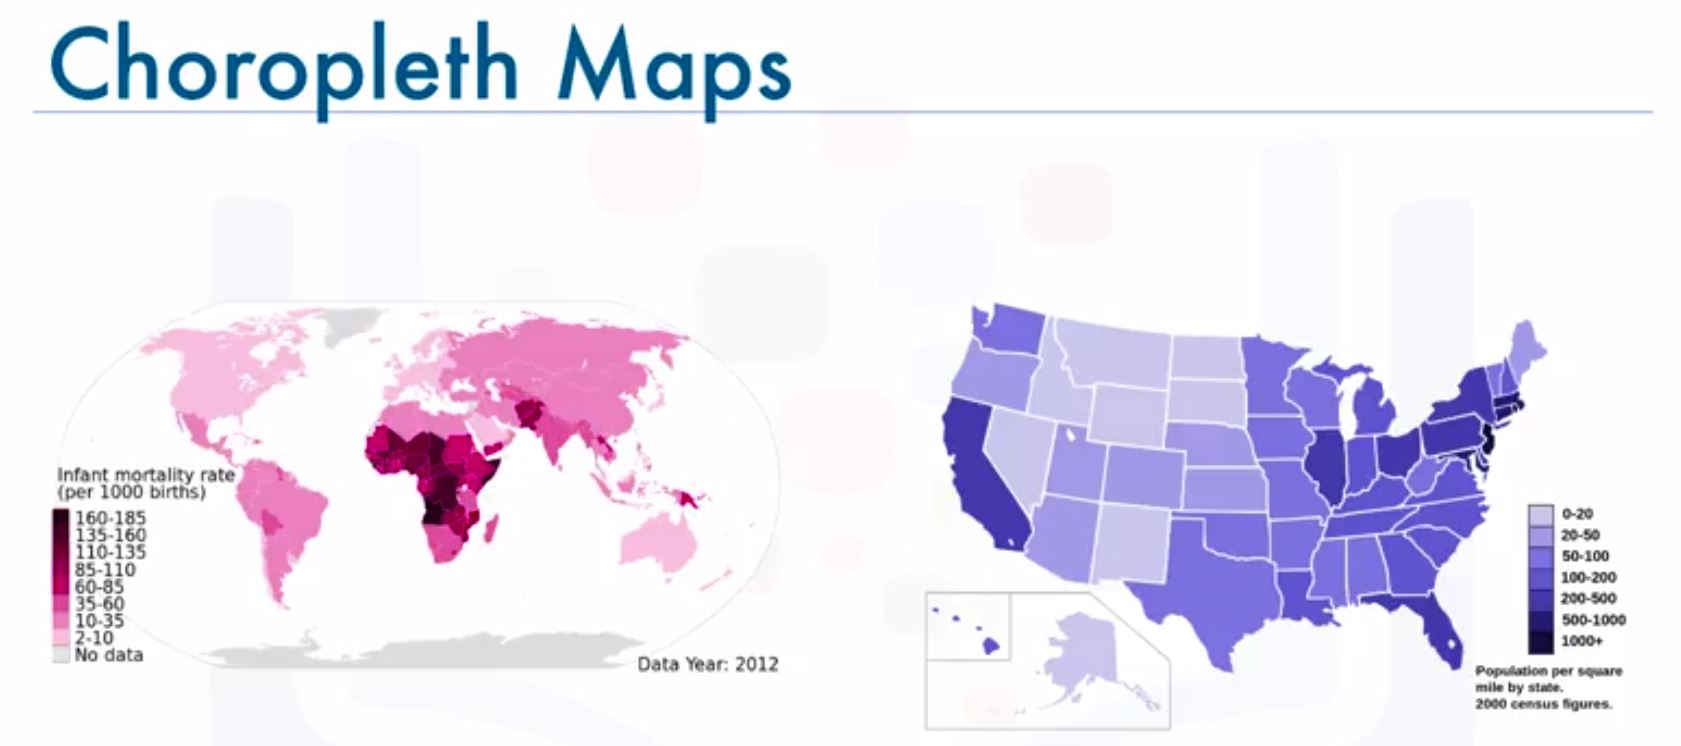 Choropleth Maps
Infant mortality rate
(per 1000 births)
160-185
135-160
110-135
85-110
60-85
35-60
10-35
2-10
No data
Data Year: 2012
0-20
20-50
50-100
100-200
200-500
500-1000
1000+
Population per square
mile by state.
2000 census figures.